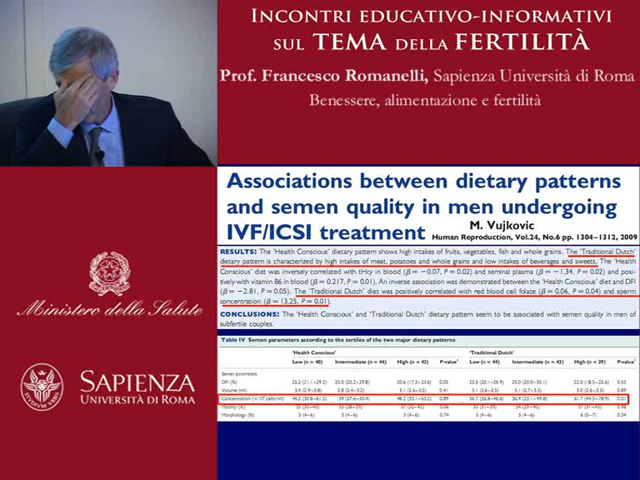 INCONTRI EDUCATIVO-INFORMATIVI
SUL TEMA DELLA FERTILITÀ
Prof. Francesco Romanelli, Sapienza Università di Roma
Benessere, alimentazione e fertilità
Associations between dietary patterns
and semen quality in men undergoing
IVF/ICSI treatment
M. Vujkovic
Human Reproduction, Vol.24, No.6 pp. 1304–1312, 2009
RESULTS: The 'Health Conscious' dietary pattern shows high intakes of fruits, vegetables, fish and whole grains. The 'Traditional Dutch'
dietary pattern is characterized by high intakes of meat, potatoes and whole grains and low intakes of beverages and sweets. The 'Health
Conscious' diet was inversely correlated with tHcy in blood (β = −0.07, P = 0.02) and seminal plasma (β = −1.34, P = 0.02) and posi-
tively with vitamin B6 in blood (β = 0.217, P = 0.01). An inverse association was demonstrated between the 'Health Conscious' diet and DFI
(β = −2.81, P = 0.05). The 'Traditional Dutch' diet was positively correlated with red blood cell folate (β = 0.06, P = 0.04) and sperm
concentration (β = 13.25, P = 0.01).
CONCLUSIONS: The 'Health Conscious' and 'Traditional Dutch' dietary pattern seem to be associated with semen quality in men of
subfertile couples.
Table IV Semen parameters according to the tertiles of the two major dietary patterns
'Health Conscious' 'Traditional Dutch'
Low (n = 40) Intermediate (n = 44) High (n = 42) P-value Low (n = 43) Intermediate (n = 42) High (n = 39) P-value
Semen parameters
DFI (%)
Volume (ml)
Concentration
Motility (%)
Morphology (%)
Ministero della Salute
SAPIENZA
UNIVERSITÀ DI ROMA